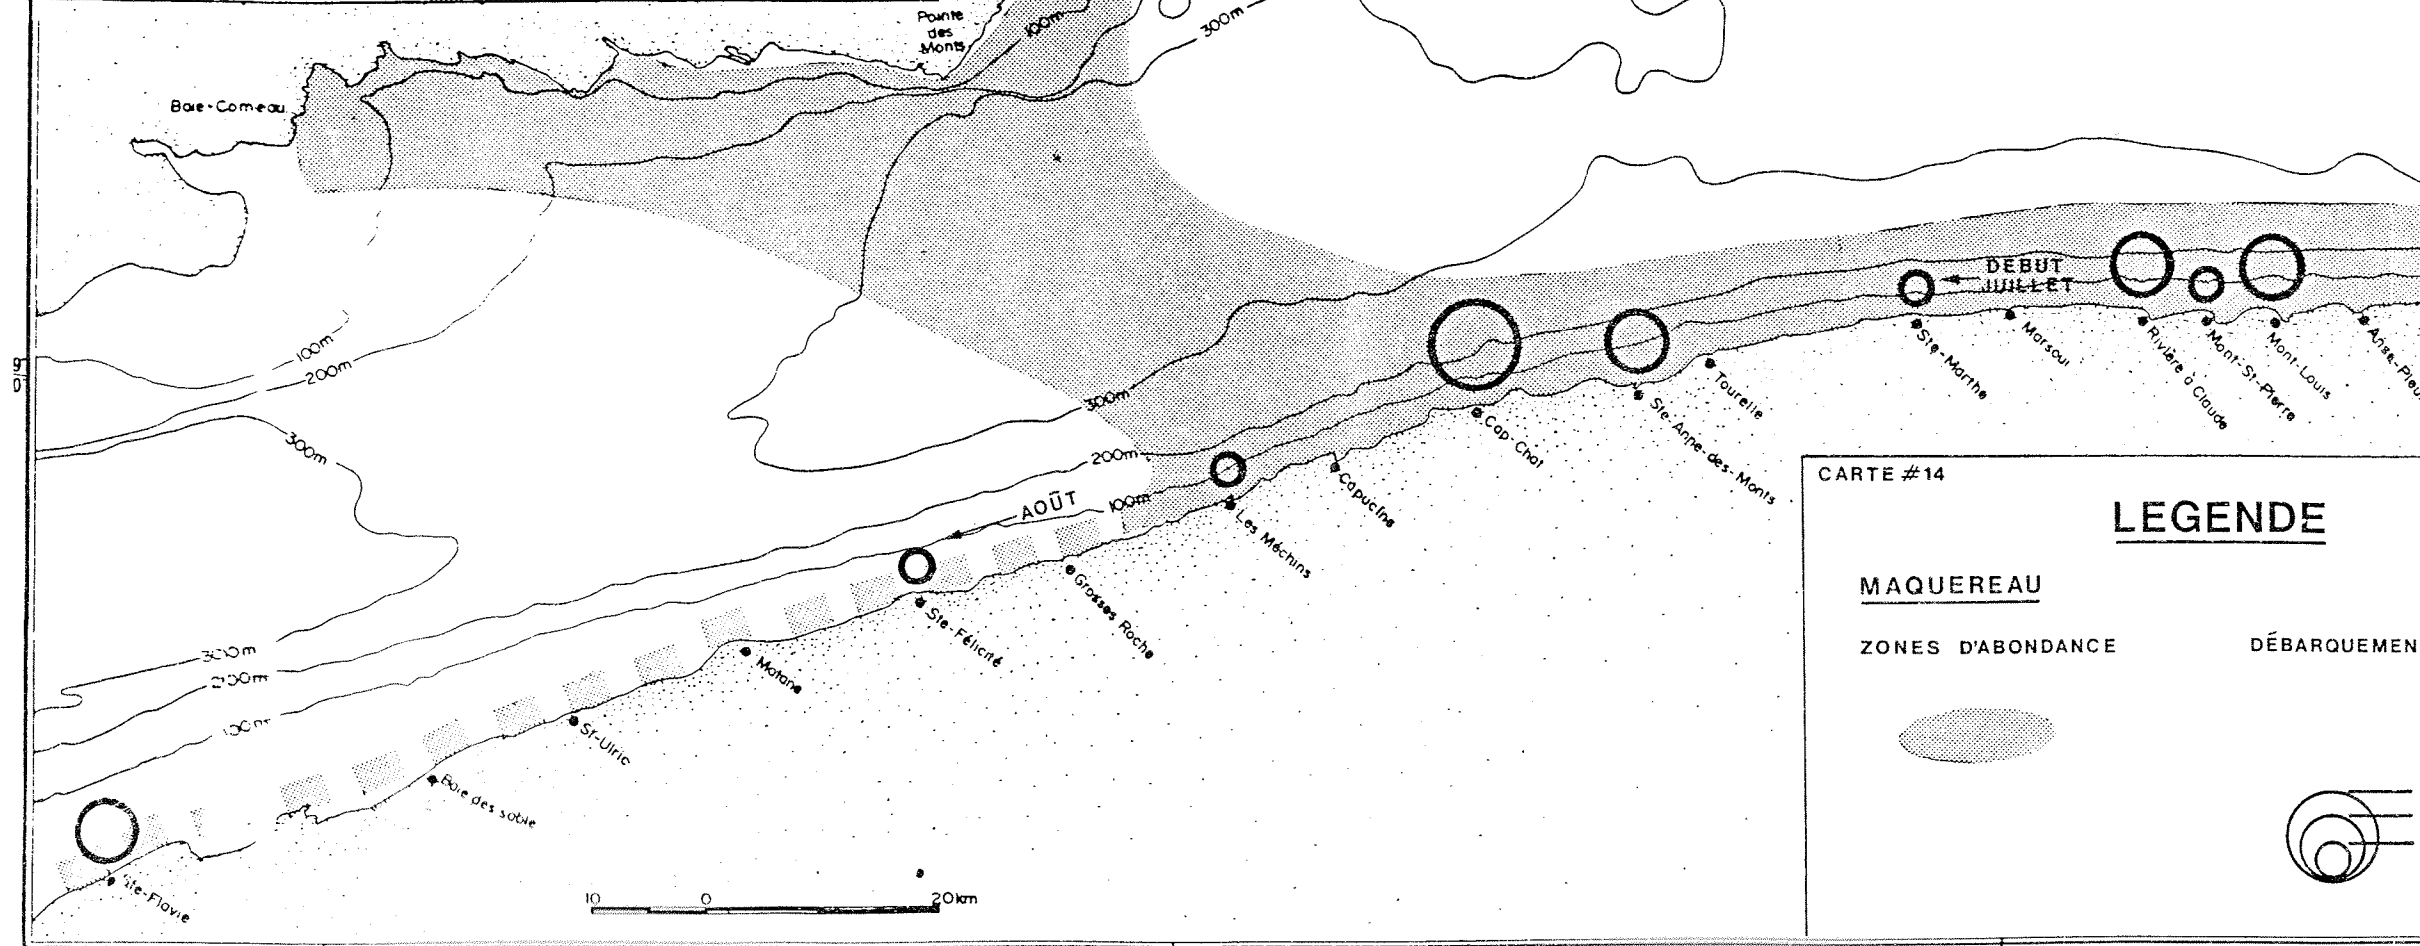 Pointe
des
Monts
100m
300m
Baie-Comeau
DEBUT
JUILLET
100m
200m
300m
300m
200m
100m
AOÛT
Ste-Marthe
Marsoui
Rivière à Claude
Mont-St-Pierre
Mont-Louis
Tourelle
Ste-Anne-des-Monts
Cap-Chat
Capucins
Les Méchins
Grosses Roche
Ste-Félicité
Matane
St-Ulric
Baie des sable
Ste-Flavie
300m
200m
100m
10 0 20km
CARTE #14
LEGENDE
MAQUEREAU
ZONES D'ABONDANCE
DÉBARQUEMEN